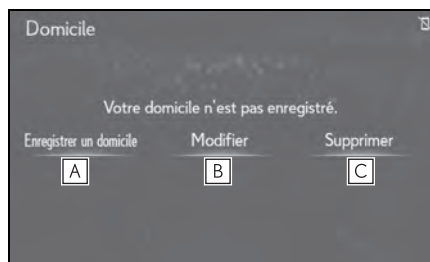 Domicile
Votre domicile n'est pas enregistré.
Enregistrer un domicile Modifier Supprimer
A B C